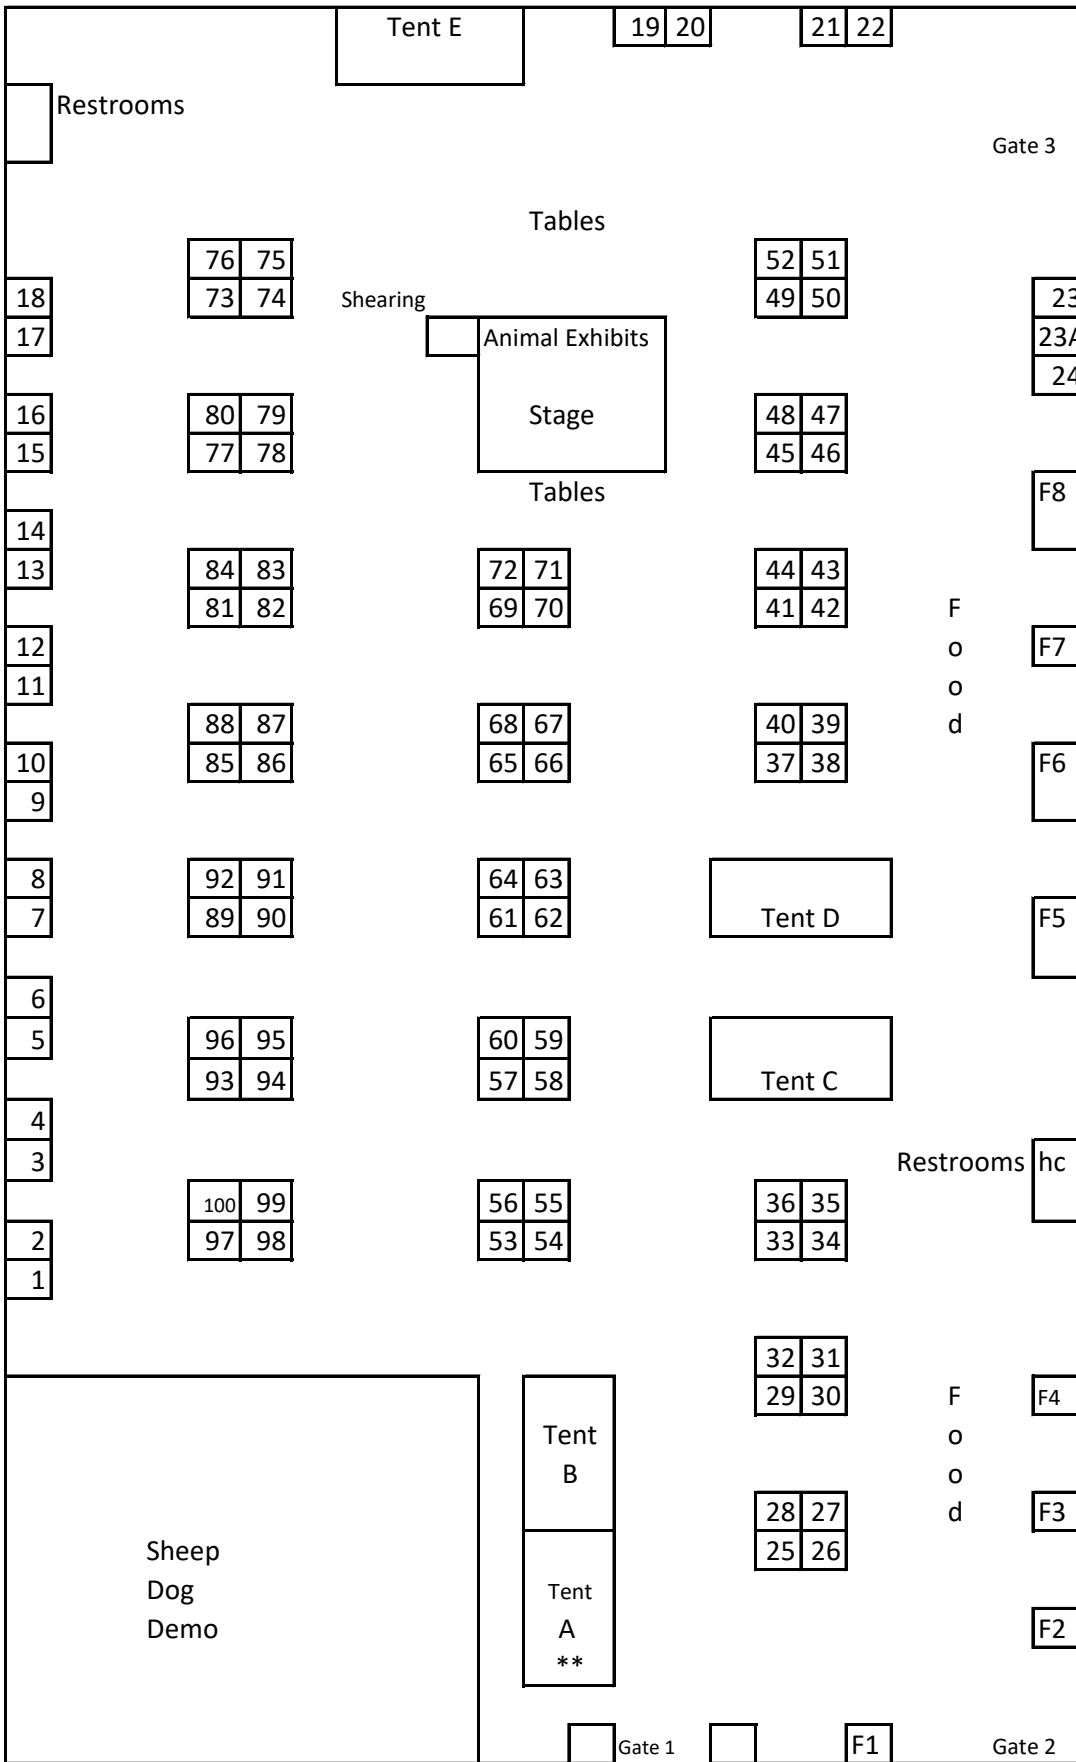 Tent E 19 20 21 22
Restrooms
Gate 3
Tables
76 75 52 51
18 73 74 Shearing 49 50 23
17 Animal Exhibits 23A
24
16 80 79 Stage 48 47
15 77 78 45 46
Tables F8
14
13 84 83 72 71 44 43
81 82 69 70 41 42 F
12 o F7
11 o
88 87 68 67 40 39 d
10 85 86 65 66 37 38 F6
9
8 92 91 64 63
7 89 90 61 62 Tent D F5
6
5 96 95 60 59
93 94 57 58 Tent C
4
3 Restrooms hc
100 99 56 55 36 35
2 97 98 53 54 33 34
1
32 31
29 30 F F4
Tent o
B o
28 27 d F3
Sheep 25 26
Dog Tent
Demo A F2
**
Gate 1 F1 Gate 2